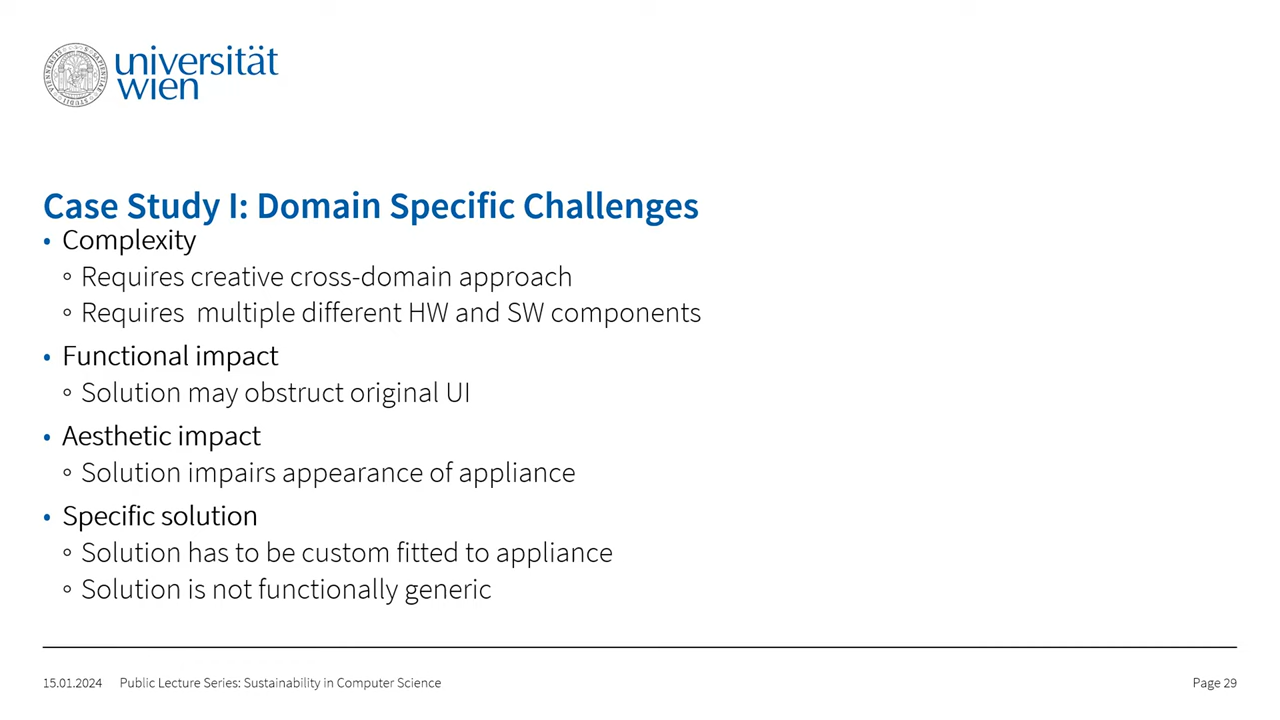 universität
wien
Case Study I: Domain Specific Challenges
• Complexity
◦ Requires creative cross-domain approach
◦ Requires  multiple different HW and SW components
• Functional impact
◦ Solution may obstruct original UI
• Aesthetic impact
◦ Solution impairs appearance of appliance
• Specific solution
◦ Solution has to be custom fitted to appliance
◦ Solution is not functionally generic
15.01.2024 Public Lecture Series: Sustainability in Computer Science Page 29